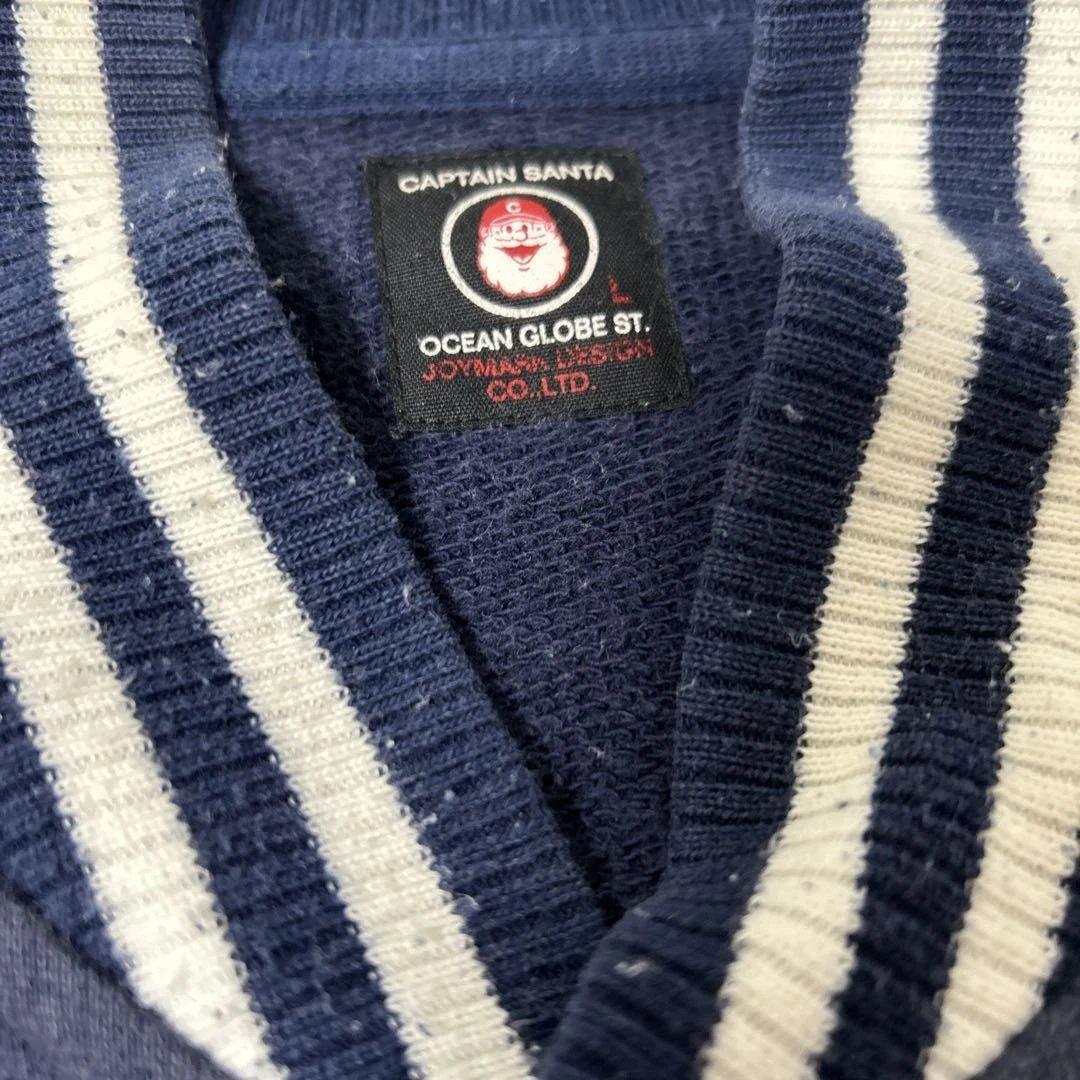 CAPTAIN SANTA
C
L
OCEAN GLOBE ST.
JOYMARK DESIGN
CO.,LTD.